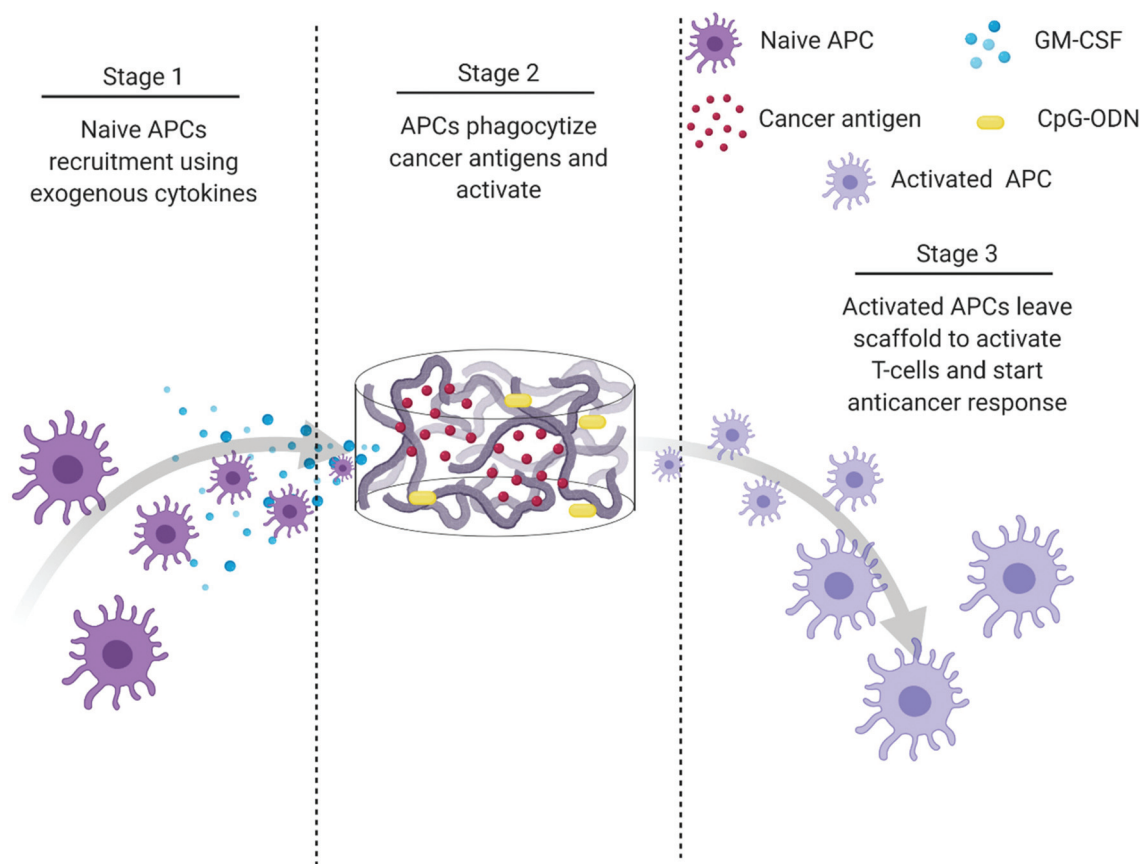 Stage 1
Naive APCs
recruitment using
exogenous cytokines
Stage 2
APCs phagocytize
cancer antigens and
activate
Naive APC
GM-CSF
Cancer antigen
CpG-ODN
Activated APC
Stage 3
Activated APCs leave
scaffold to activate
T-cells and start
anticancer response